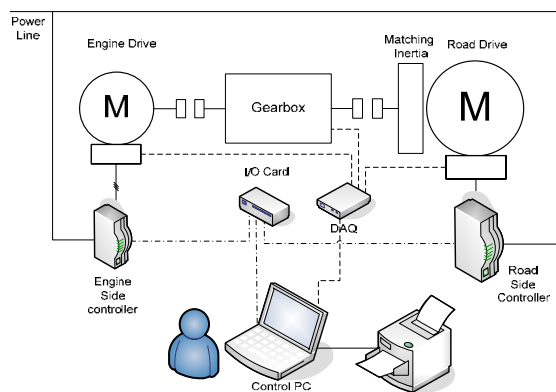 Power
Line
Engine Drive
Matching
Inertia
Road Drive
M
Gearbox
M
I/O Card
DAQ
Engine
Side
controller
Road
Side
Controller
Control PC